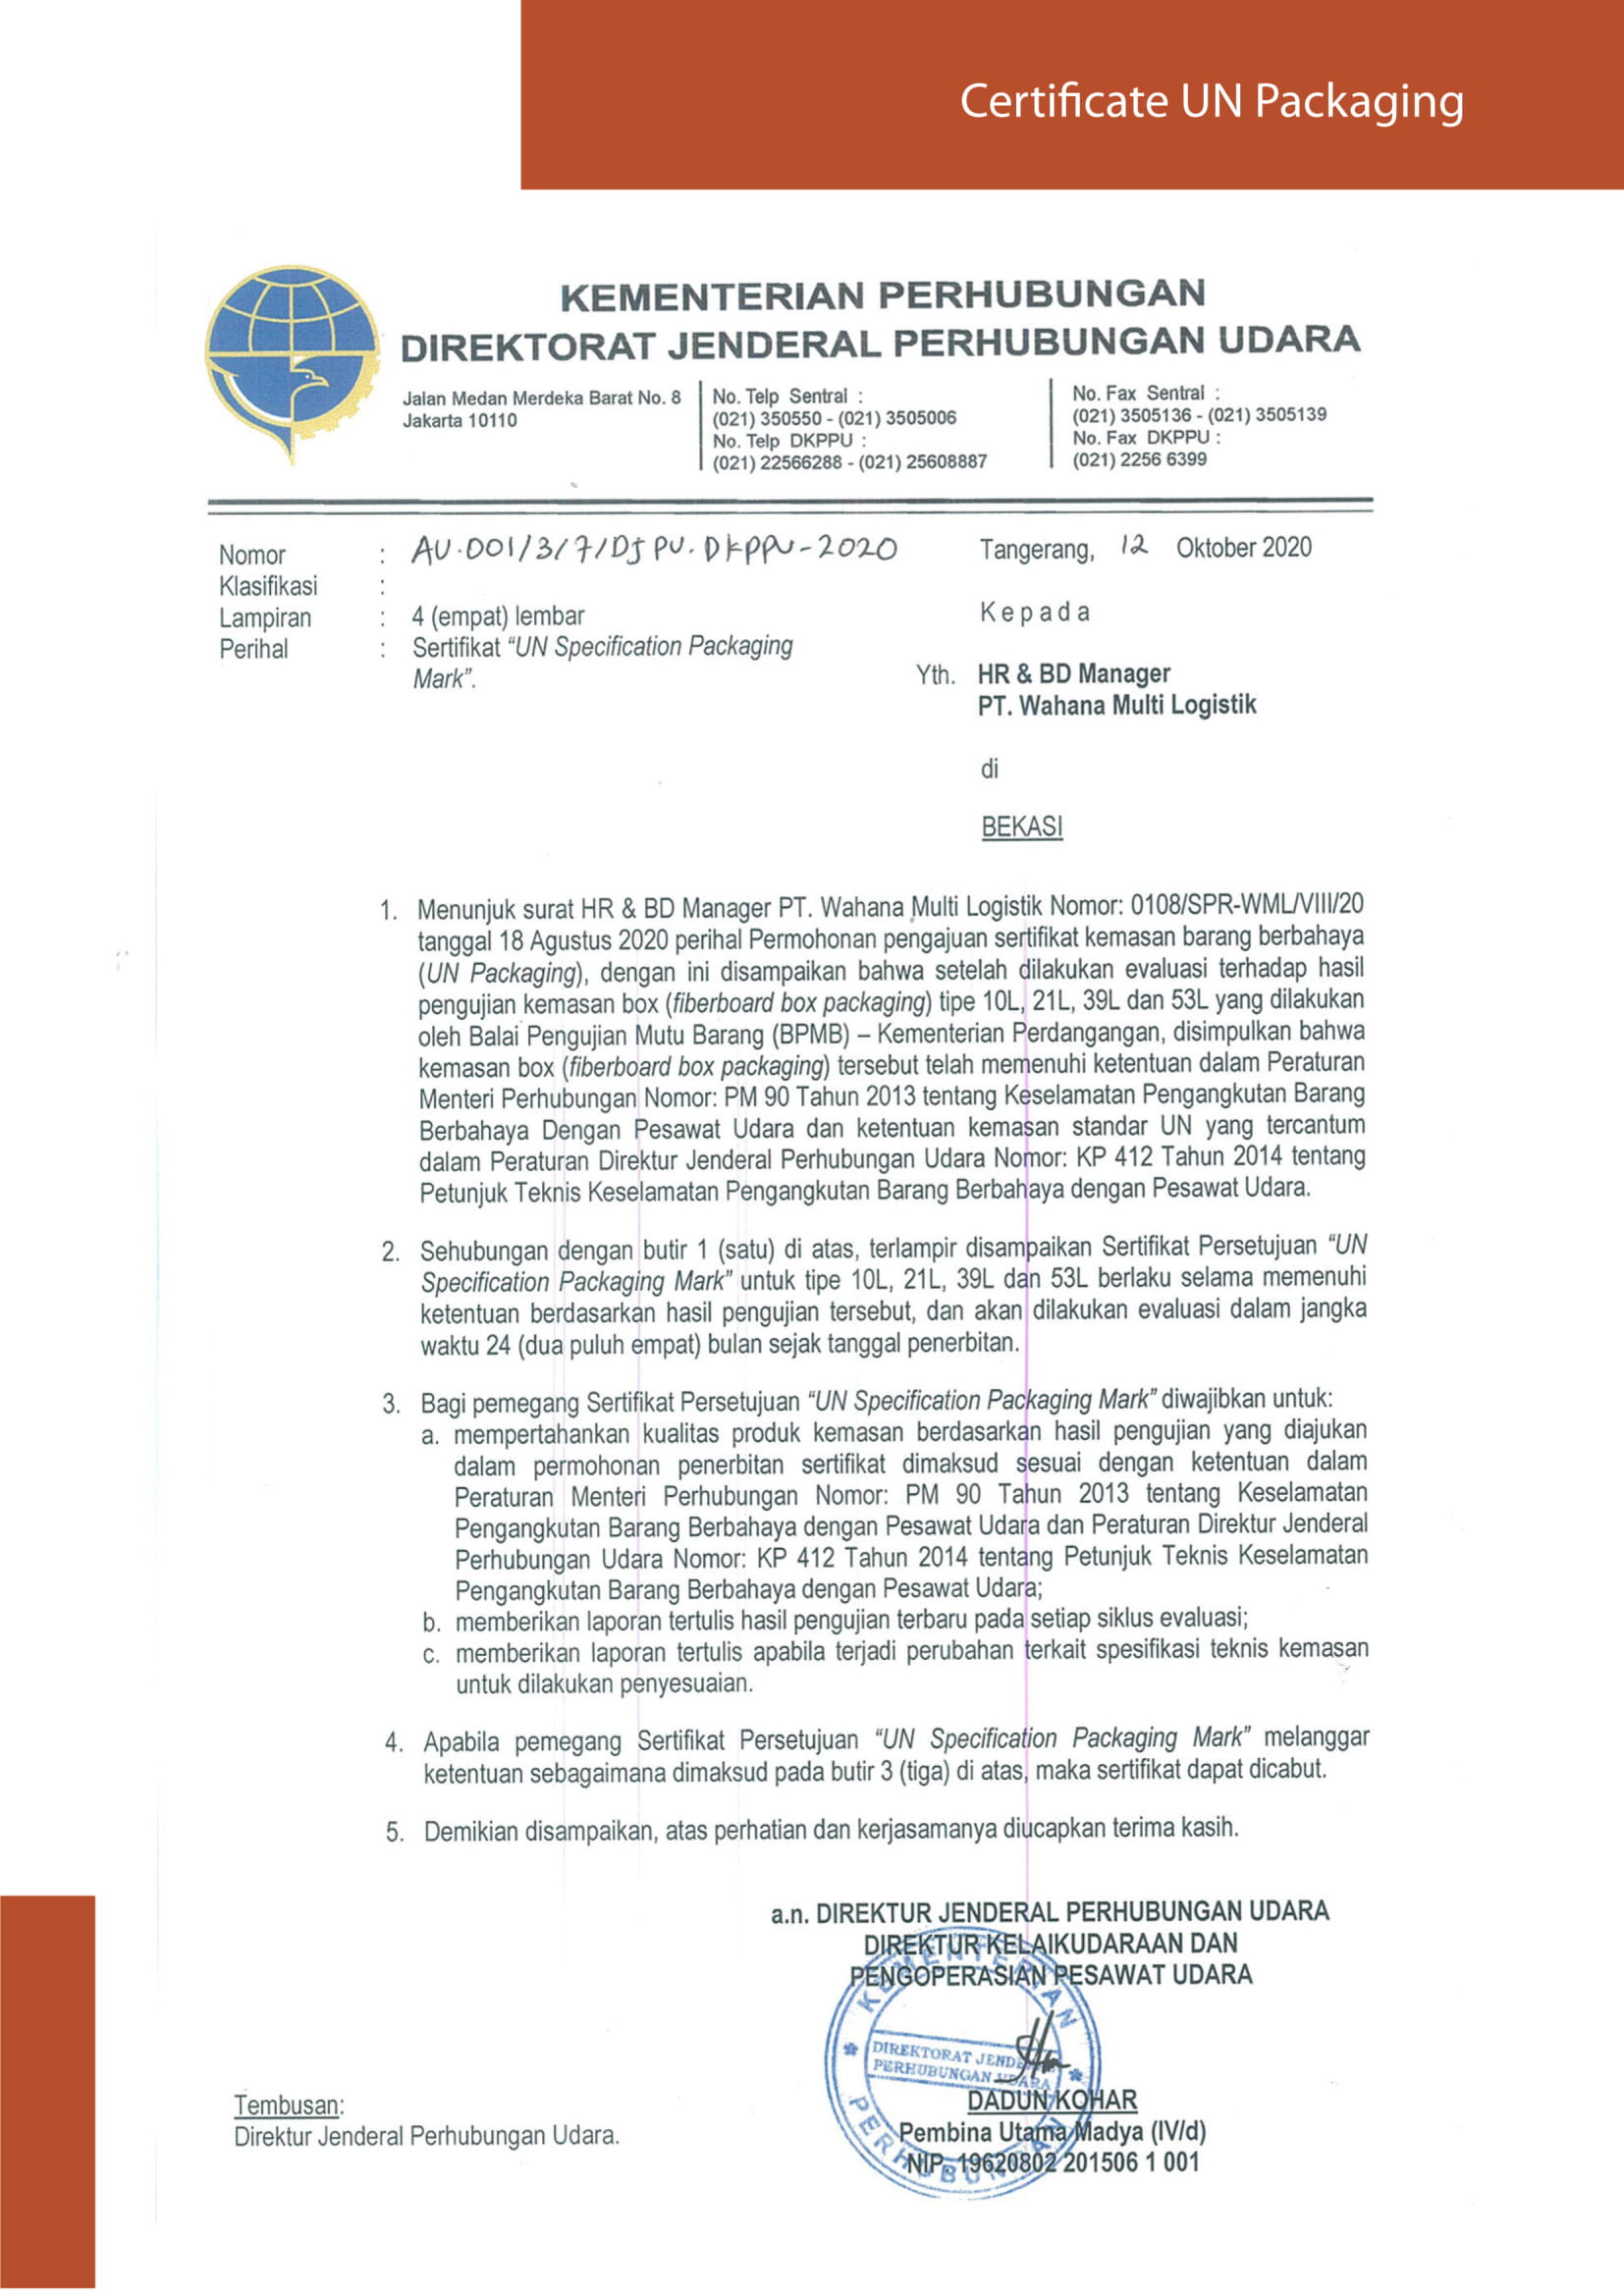 Certificate UN Packaging
KEMENTERIAN PERHUBUNGAN
DIREKTORAT JENDERAL PERHUBUNGAN UDARA
Jalan Medan Merdeka Barat No. 8
Jakarta 10110
No. Telp Sentral :
(021) 350550 - (021) 3505006
No. Telp DKPPU :
(021) 22566288 - (021) 25608887
No. Fax Sentral :
(021) 3505136 - (021) 3505139
No. Fax DKPPU :
(021) 2256 6399
Nomor : AU.001/3/7/DJPU.DKPPU-2020
Klasifikasi :
Lampiran : 4 (empat) lembar
Perihal : Sertifikat “UN Specification Packaging
Mark”.
Tangerang, 12 Oktober 2020
Kepada
Yth. HR & BD Manager
PT. Wahana Multi Logistik
di
BEKASI
1. Menunjuk surat HR & BD Manager PT. Wahana Multi Logistik Nomor: 0108/SPR-WML/VIII/20
tanggal 18 Agustus 2020 perihal Permohonan pengajuan sertifikat kemasan barang berbahaya
(UN Packaging), dengan ini disampaikan bahwa setelah dilakukan evaluasi terhadap hasil
pengujian kemasan box (fiberboard box packaging) tipe 10L, 21L, 39L dan 53L yang dilakukan
oleh Balai Pengujian Mutu Barang (BPMB) – Kementerian Perdangangan, disimpulkan bahwa
kemasan box (fiberboard box packaging) tersebut telah memenuhi ketentuan dalam Peraturan
Menteri Perhubungan Nomor: PM 90 Tahun 2013 tentang Keselamatan Pengangkutan Barang
Berbahaya Dengan Pesawat Udara dan ketentuan kemasan standar UN yang tercantum
dalam Peraturan Direktur Jenderal Perhubungan Udara Nomor: KP 412 Tahun 2014 tentang
Petunjuk Teknis Keselamatan Pengangkutan Barang Berbahaya dengan Pesawat Udara.
2. Sehubungan dengan butir 1 (satu) di atas, terlampir disampaikan Sertifikat Persetujuan “UN
Specification Packaging Mark” untuk tipe 10L, 21L, 39L dan 53L berlaku selama memenuhi
ketentuan berdasarkan hasil pengujian tersebut, dan akan dilakukan evaluasi dalam jangka
waktu 24 (dua puluh empat) bulan sejak tanggal penerbitan.
3. Bagi pemegang Sertifikat Persetujuan “UN Specification Packaging Mark” diwajibkan untuk:
a. mempertahankan kualitas produk kemasan berdasarkan hasil pengujian yang diajukan
dalam permohonan penerbitan sertifikat dimaksud sesuai dengan ketentuan dalam
Peraturan Menteri Perhubungan Nomor: PM 90 Tahun 2013 tentang Keselamatan
Pengangkutan Barang Berbahaya dengan Pesawat Udara dan Peraturan Direktur Jenderal
Perhubungan Udara Nomor: KP 412 Tahun 2014 tentang Petunjuk Teknis Keselamatan
Pengangkutan Barang Berbahaya dengan Pesawat Udara;
b. memberikan laporan tertulis hasil pengujian terbaru pada setiap siklus evaluasi;
c. memberikan laporan tertulis apabila terjadi perubahan terkait spesifikasi teknis kemasan
untuk dilakukan penyesuaian.
4. Apabila pemegang Sertifikat Persetujuan “UN Specification Packaging Mark” melanggar
ketentuan sebagaimana dimaksud pada butir 3 (tiga) di atas, maka sertifikat dapat dicabut.
5. Demikian disampaikan, atas perhatian dan kerjasamanya diucapkan terima kasih.
a.n. DIREKTUR JENDERAL PERHUBUNGAN UDARA
DIREKTUR KELAIKUDARAAN DAN
PENGOPERASIAN PESAWAT UDARA
KEMENTERIAN
DIREKTORAT JENDERAL
PERHUBUNGAN UDARA
PERHUBUNGAN
DADUN KOHAR
Pembina Utama Madya (IV/d)
NIP. 19620802 201506 1 001
Tembusan:
Direktur Jenderal Perhubungan Udara.